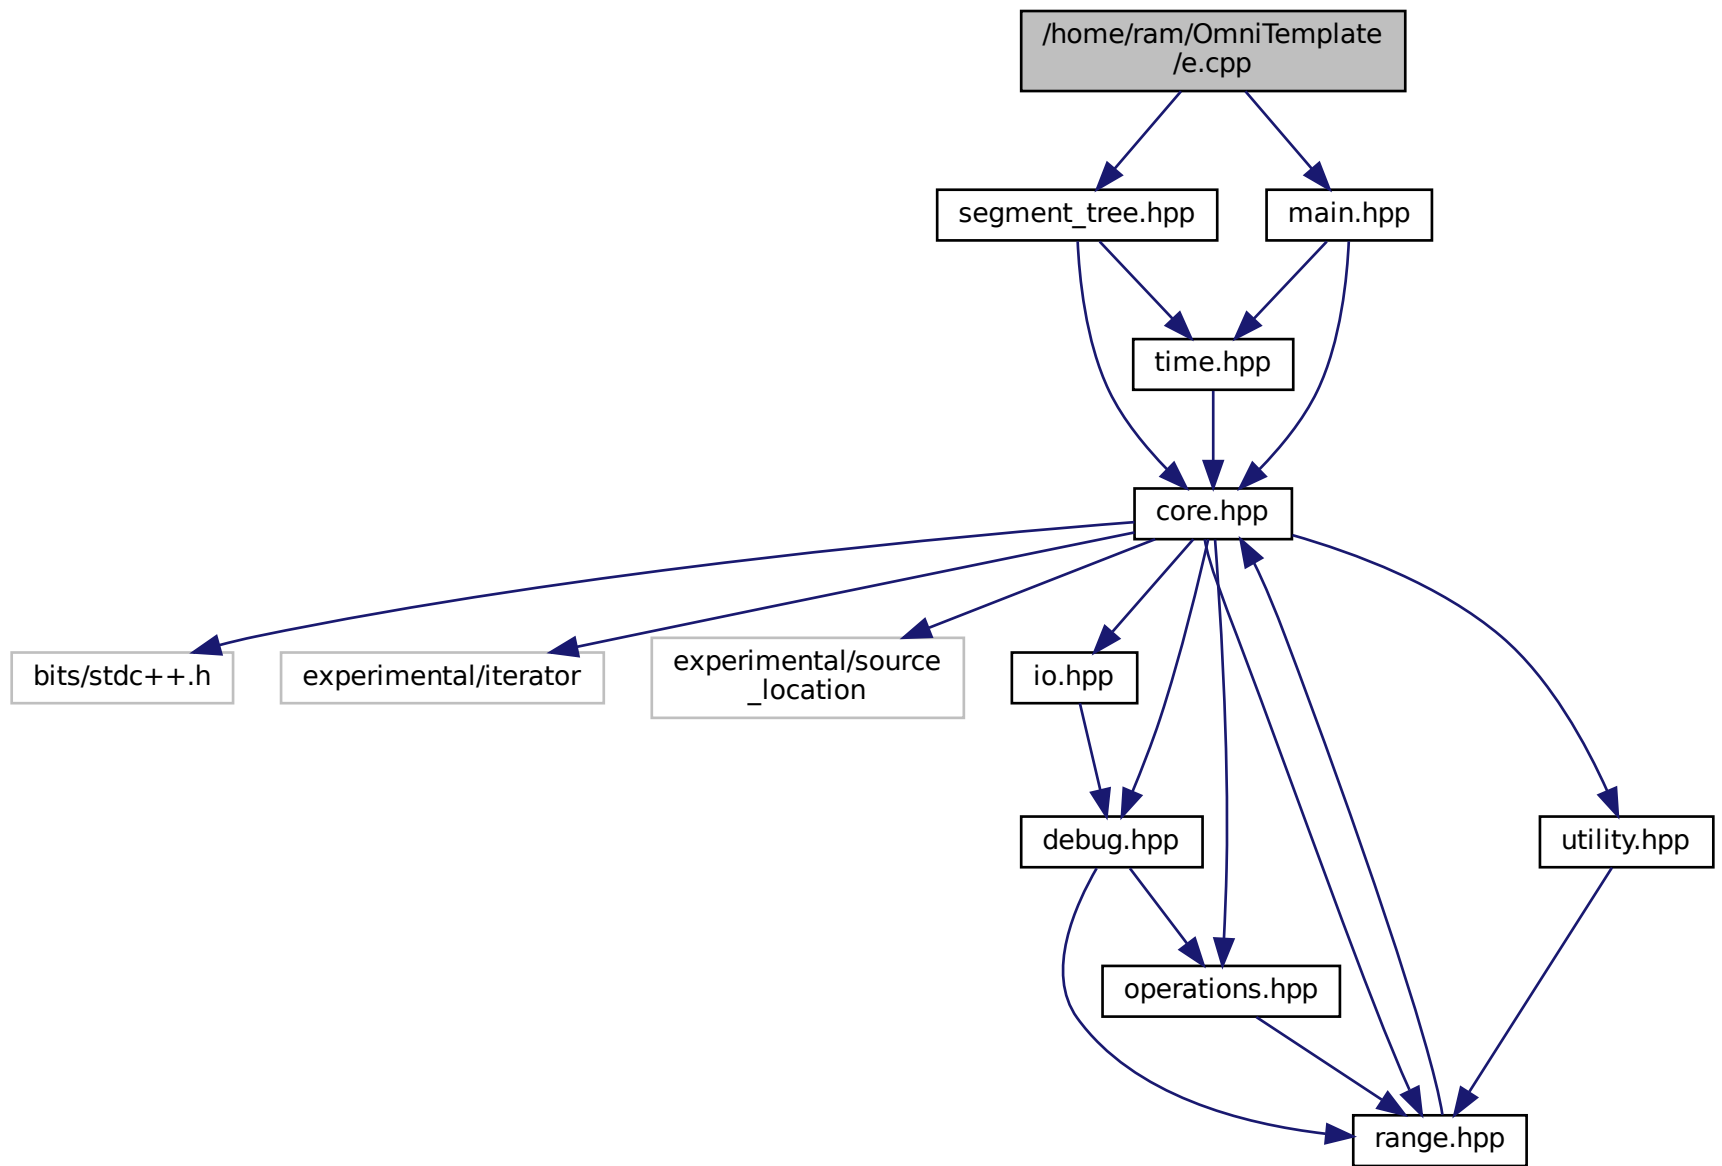 /home/ram/OmniTemplate
/e.cpp
segment_tree.hpp
main.hpp
time.hpp
core.hpp
bits/stdc++.h
experimental/iterator
experimental/source
_location
io.hpp
debug.hpp
utility.hpp
operations.hpp
range.hpp